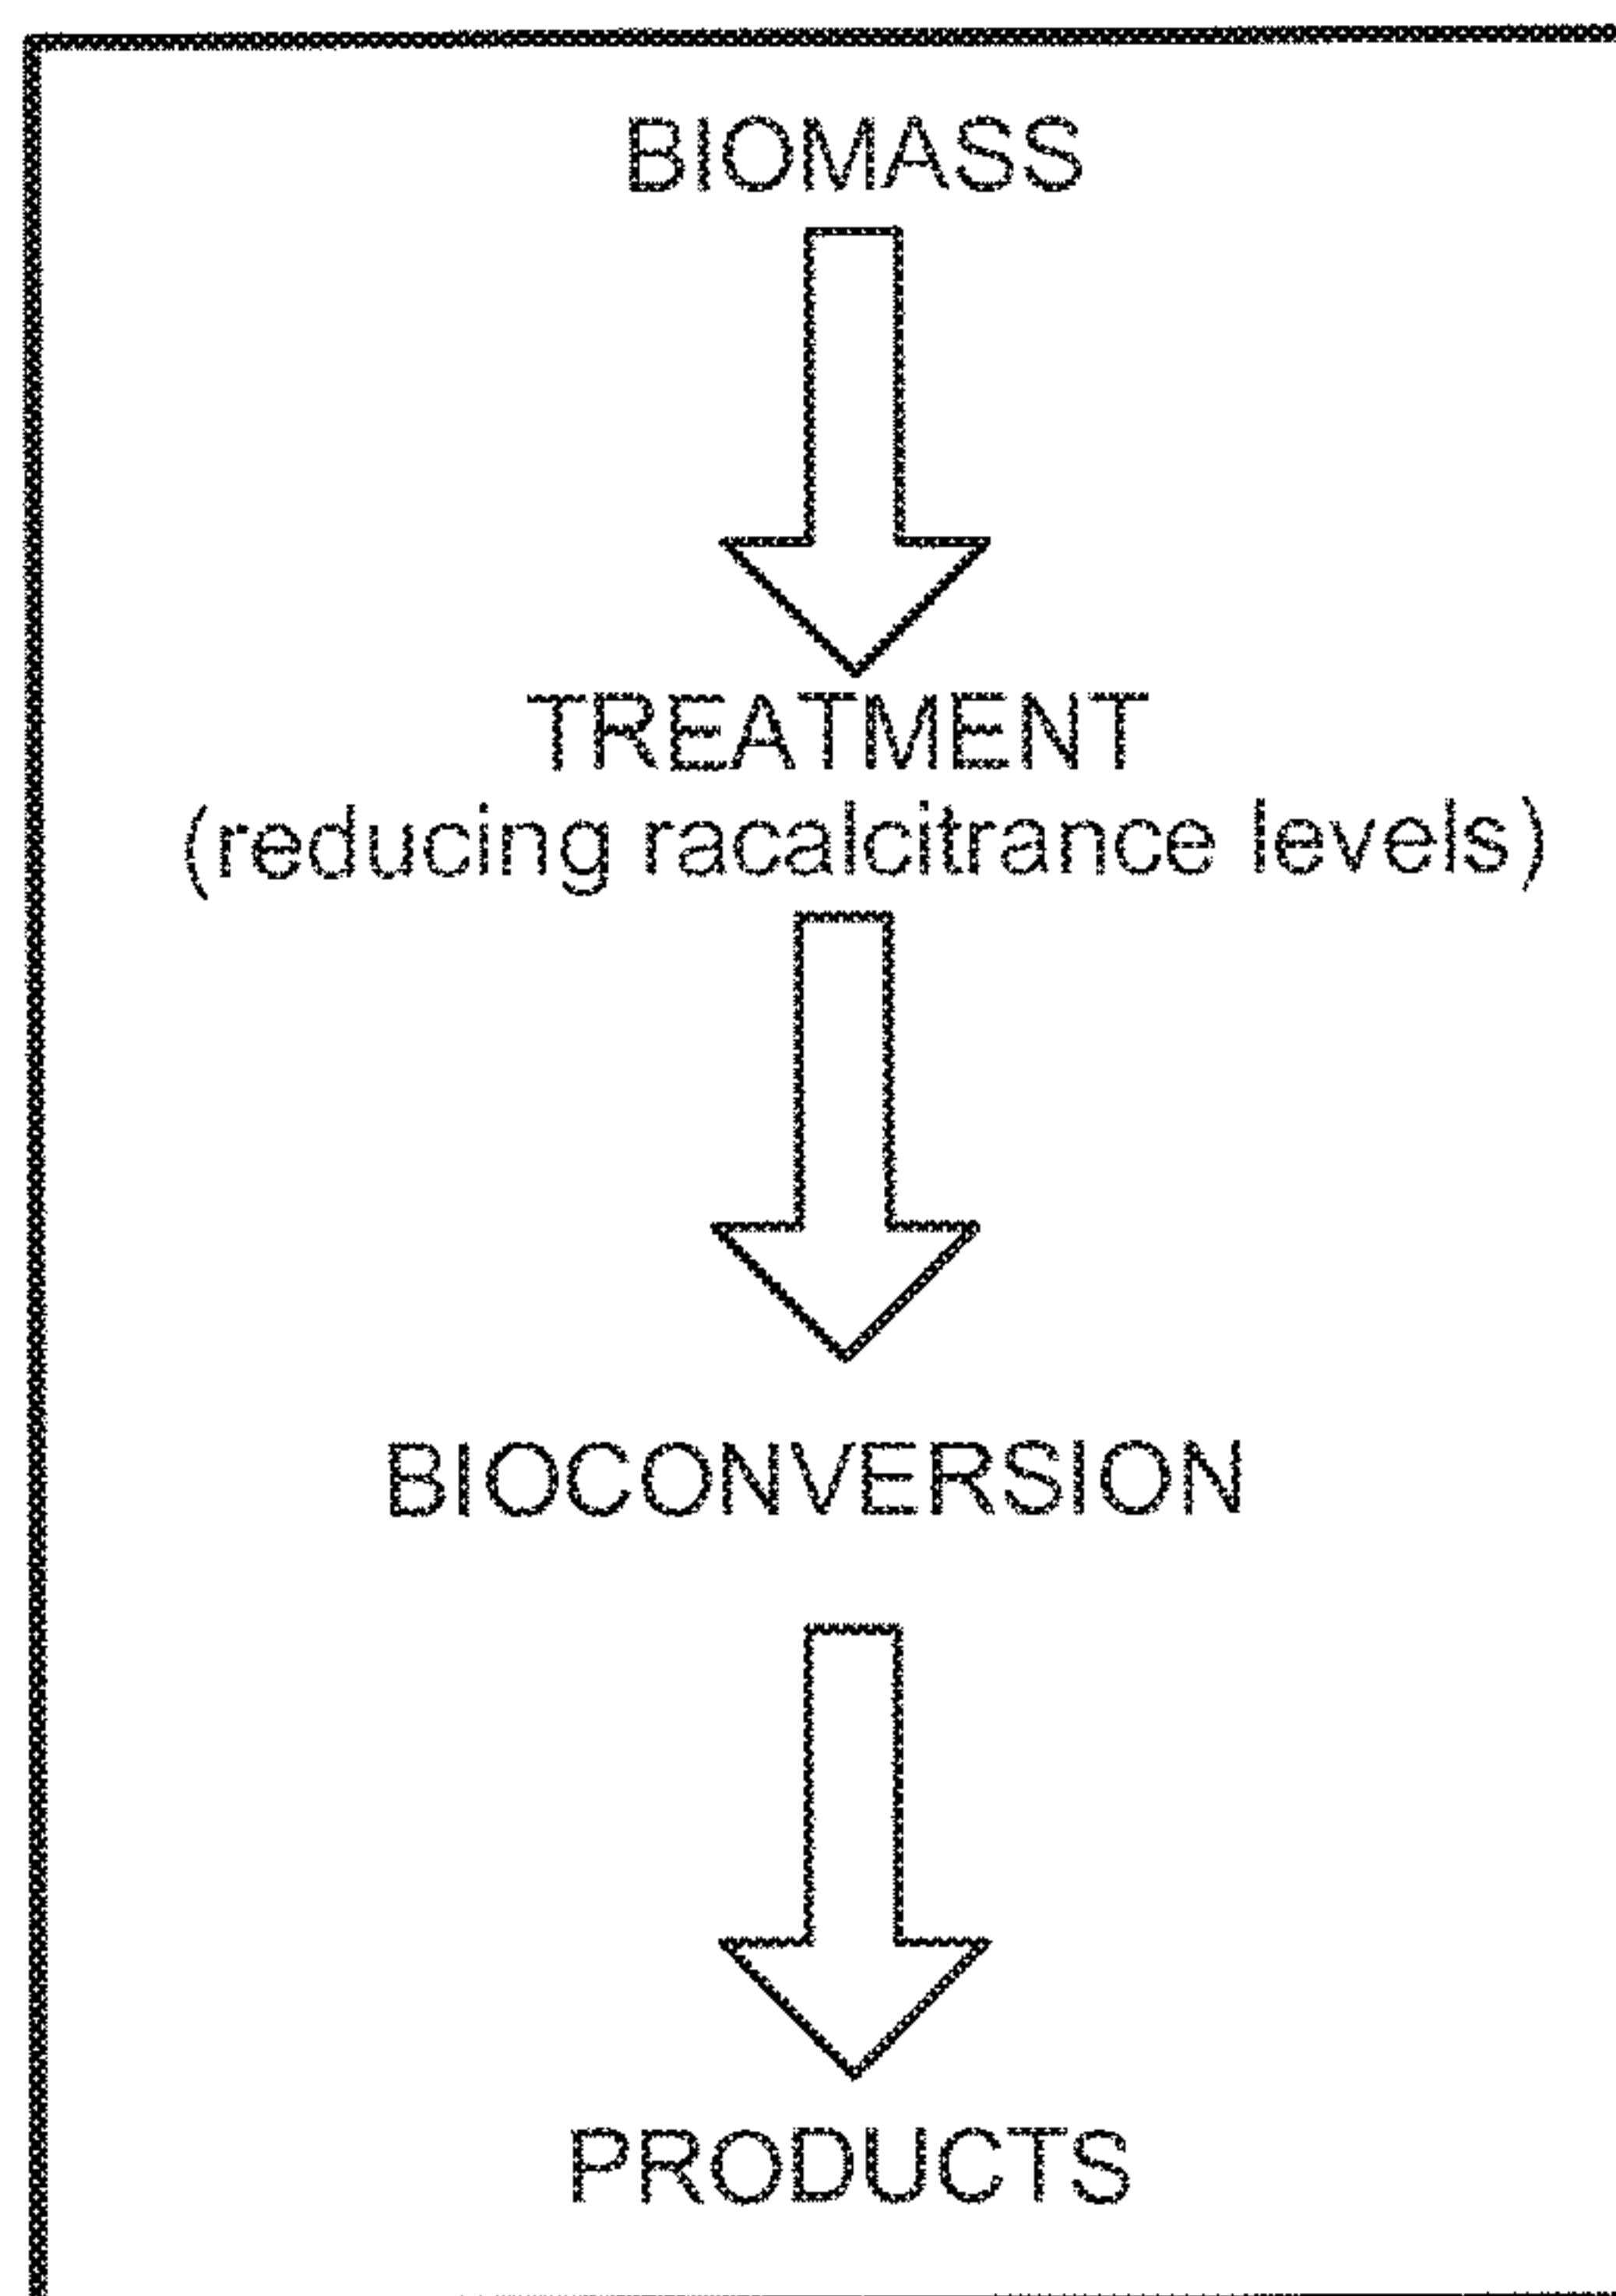 BIOMASS
TREATMENT
(reducing racalcitrance levels)
BIOCONVERSION
PRODUCTS